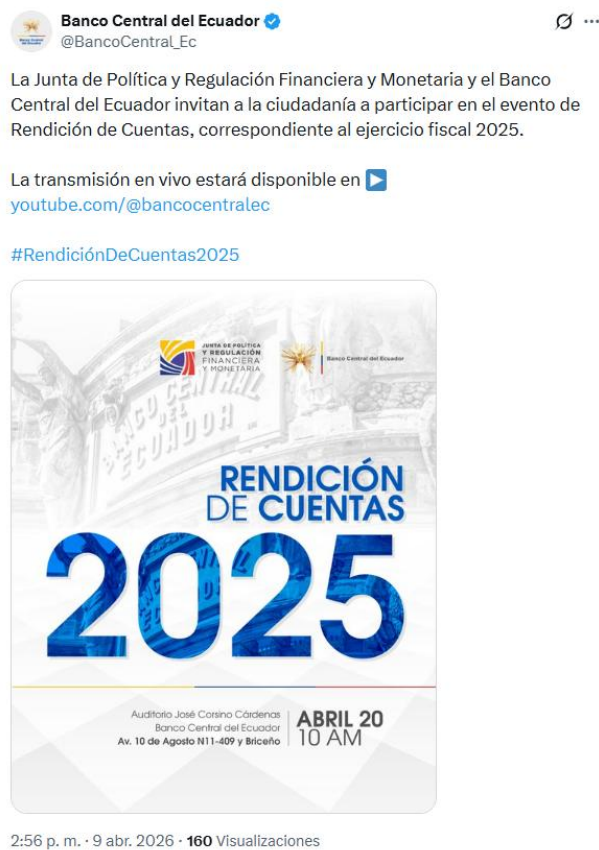 Banco Central del Ecuador
@BancoCentral_Ec
La Junta de Política y Regulación Financiera y Monetaria y el Banco
Central del Ecuador invitan a la ciudadanía a participar en el evento de
Rendición de Cuentas, correspondiente al ejercicio fiscal 2025.
La transmisión en vivo estará disponible en
youtube.com/@bancocentralec
#RendiciónDeCuentas2025
JUNTA DE POLÍTICA
Y REGULACIÓN
FINANCIERA
Y MONETARIA
Banco Central del Ecuador
BANCO CENTRAL
DEL
ECUADOR
RENDICIÓN
DE CUENTAS
2025
Auditorio José Corsino Cárdenas
Banco Central del Ecuador
Av. 10 de Agosto N11-409 y Briceño
ABRIL 20
10 AM
2:56 p. m. · 9 abr. 2026 · 160 Visualizaciones